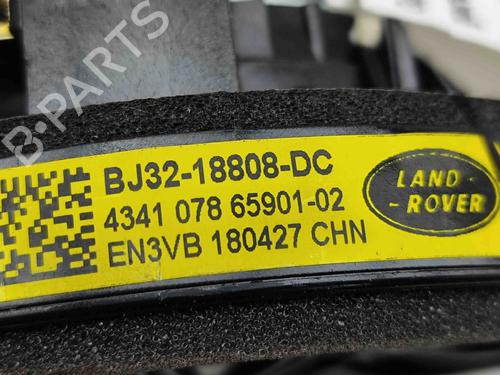 B-PARTS
BJ32-18808-DC
4341 078 65901-02
EN3VB 180427 CHN
LAND-
-ROVER